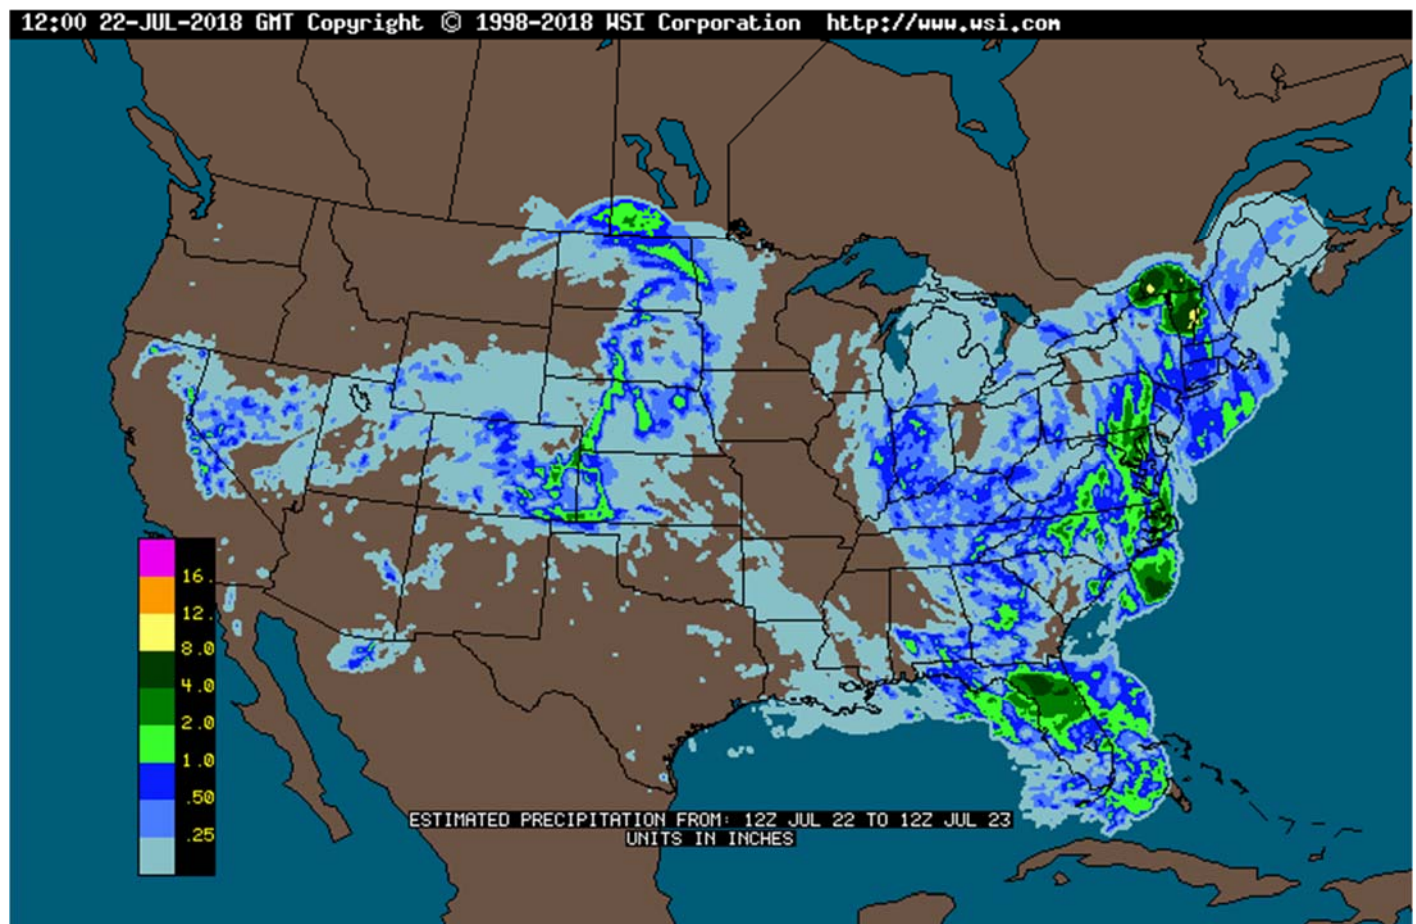 12:00 22-JUL-2018 GMT Copyright © 1998-2018 WSI Corporation http://www.wsi.com
16.
12.
8.0
4.0
2.0
1.0
.50
.25
ESTIMATED PRECIPITATION FROM: 12Z JUL 22 TO 12Z JUL 23
UNITS IN INCHES